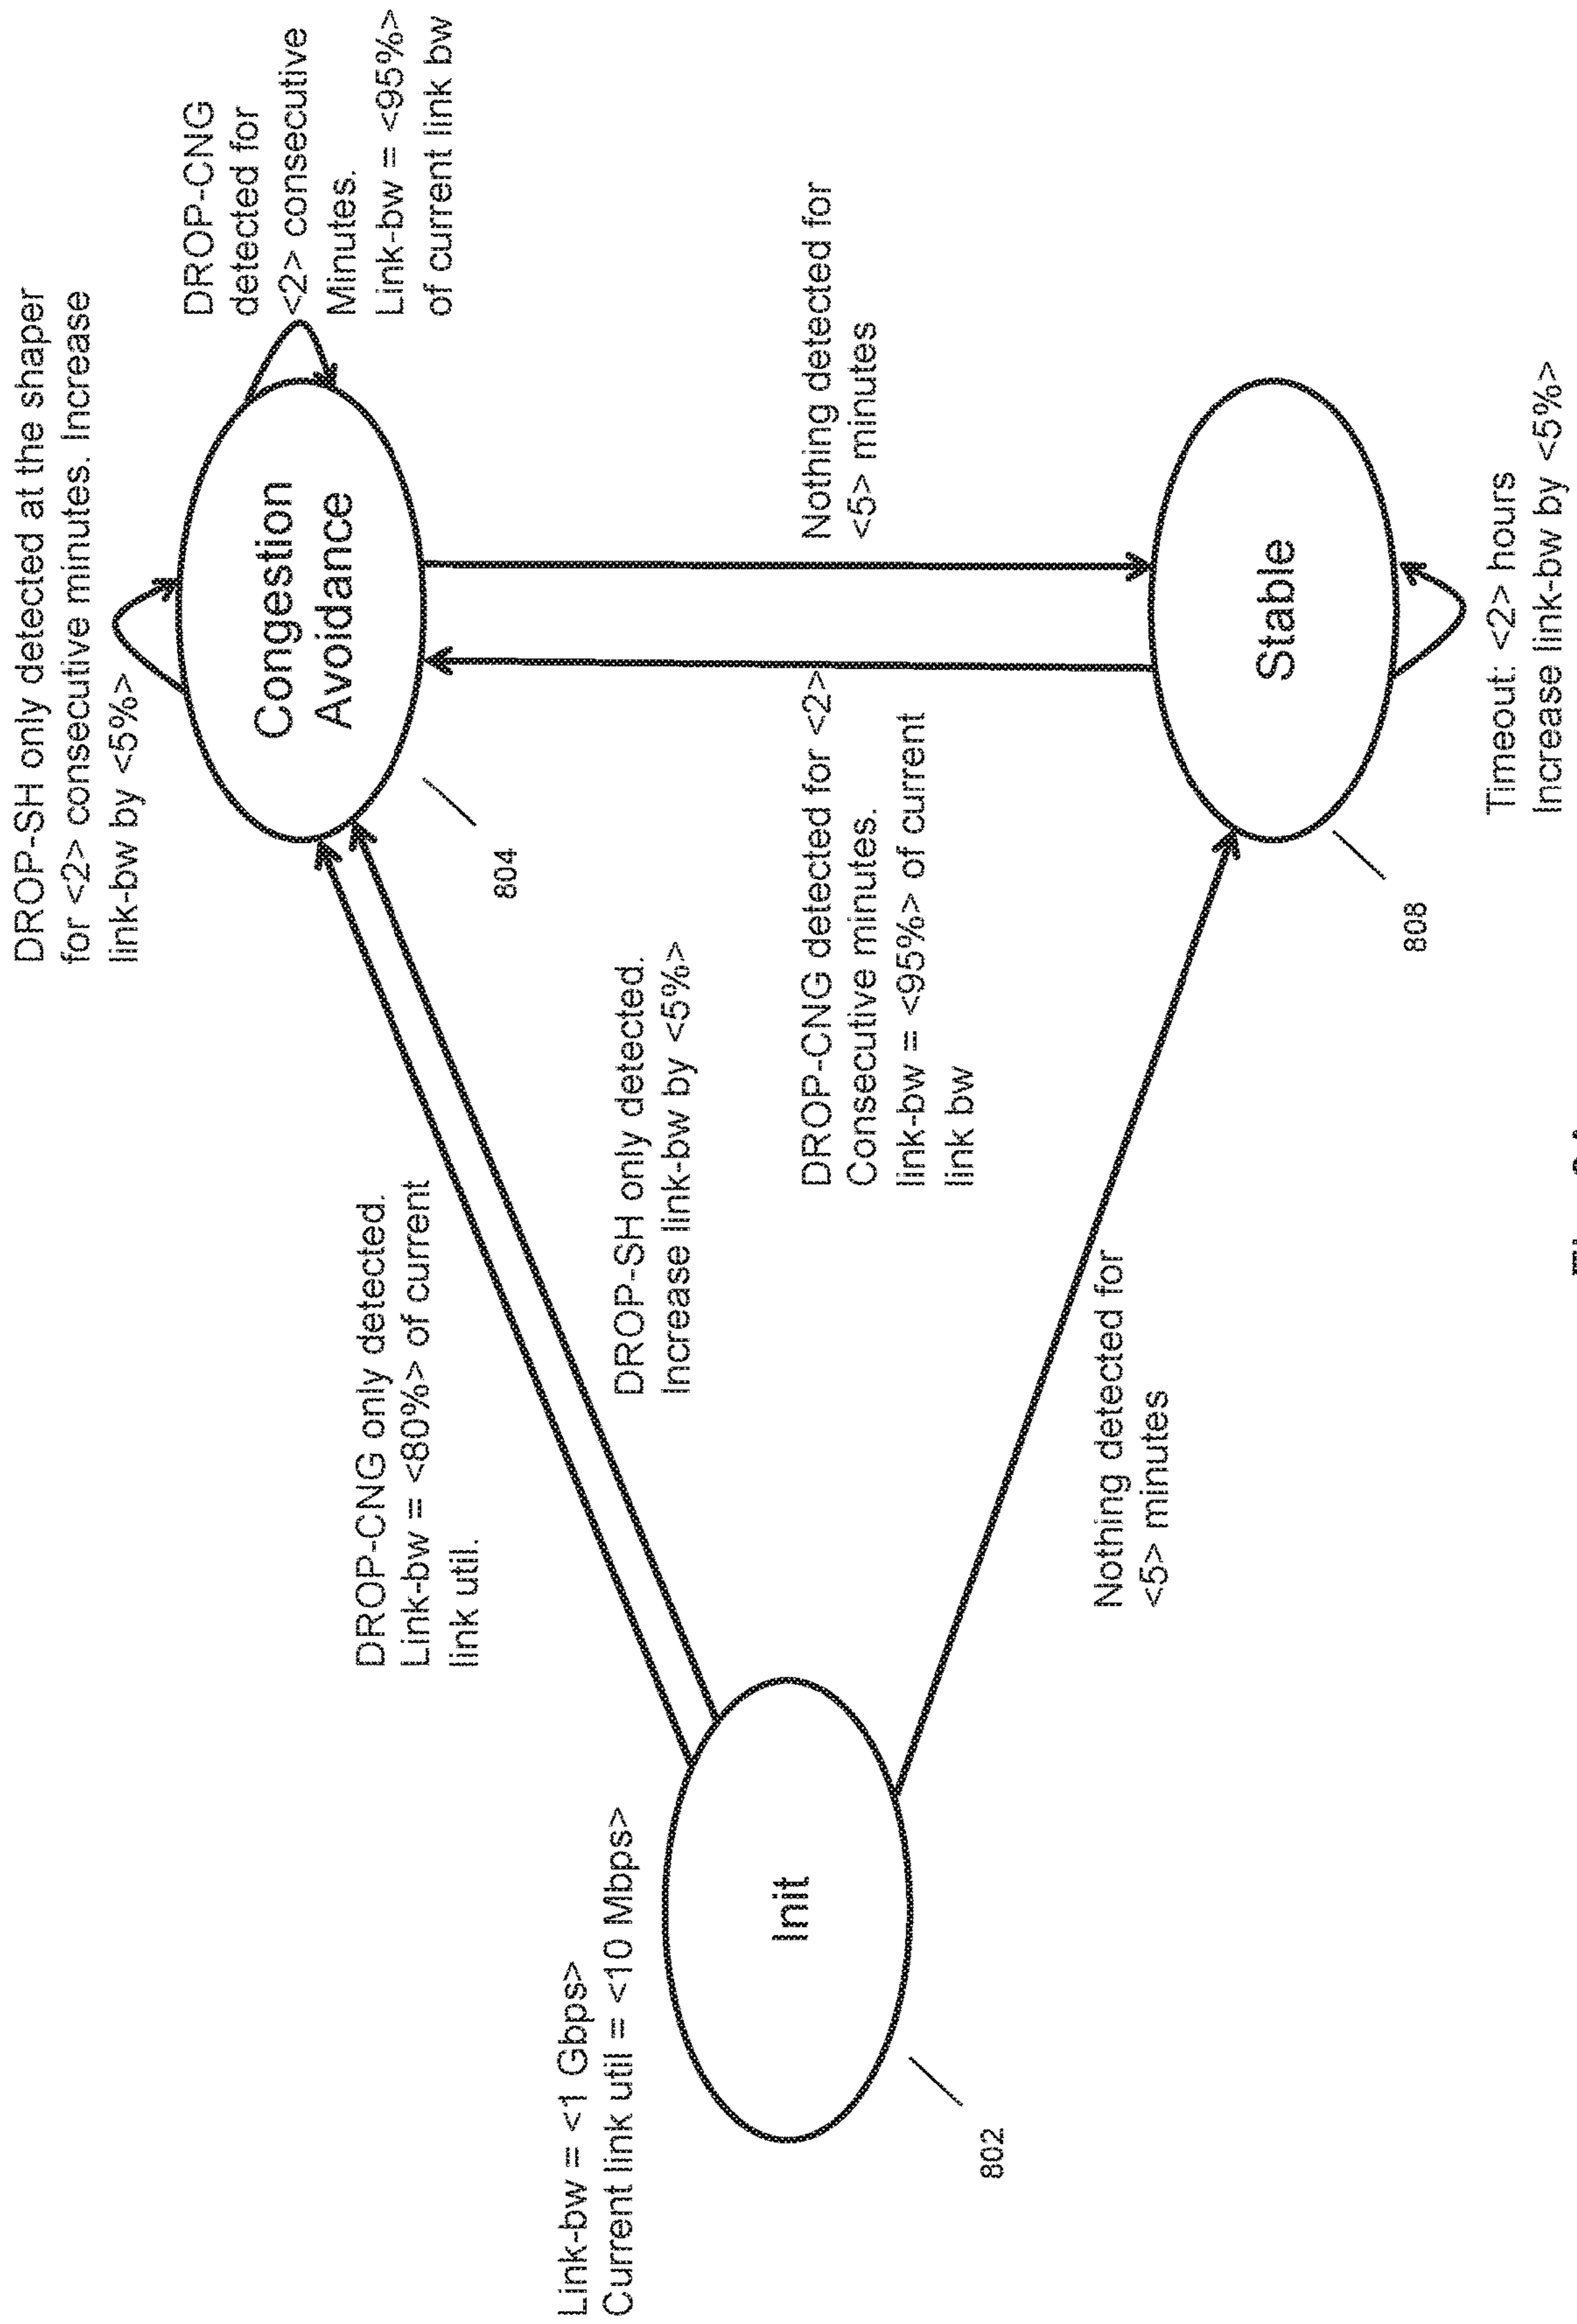 DROP-SH only detected at the shaper
for <2> consecutive minutes. Increase
link-bw by <5%>
DROP-CNG
detected for
<2> consecutive
Minutes.
Link-bw = <95%>
of current link bw
Congestion
Avoidance
804
DROP-CNG only detected.
Link-bw = <80%> of current
link util.
DROP-SH only detected.
Increase link-bw by <5%>
Link-bw = <1 Gbps>
Current link util = <10 Mbps>
Init
802
DROP-CNG detected for <2>
Consecutive minutes.
link-bw = <95%> of current
link bw
Nothing detected for
<5> minutes
Nothing detected for
<5> minutes
Stable
808
Timeout: <2> hours
Increase link-bw by <5%>